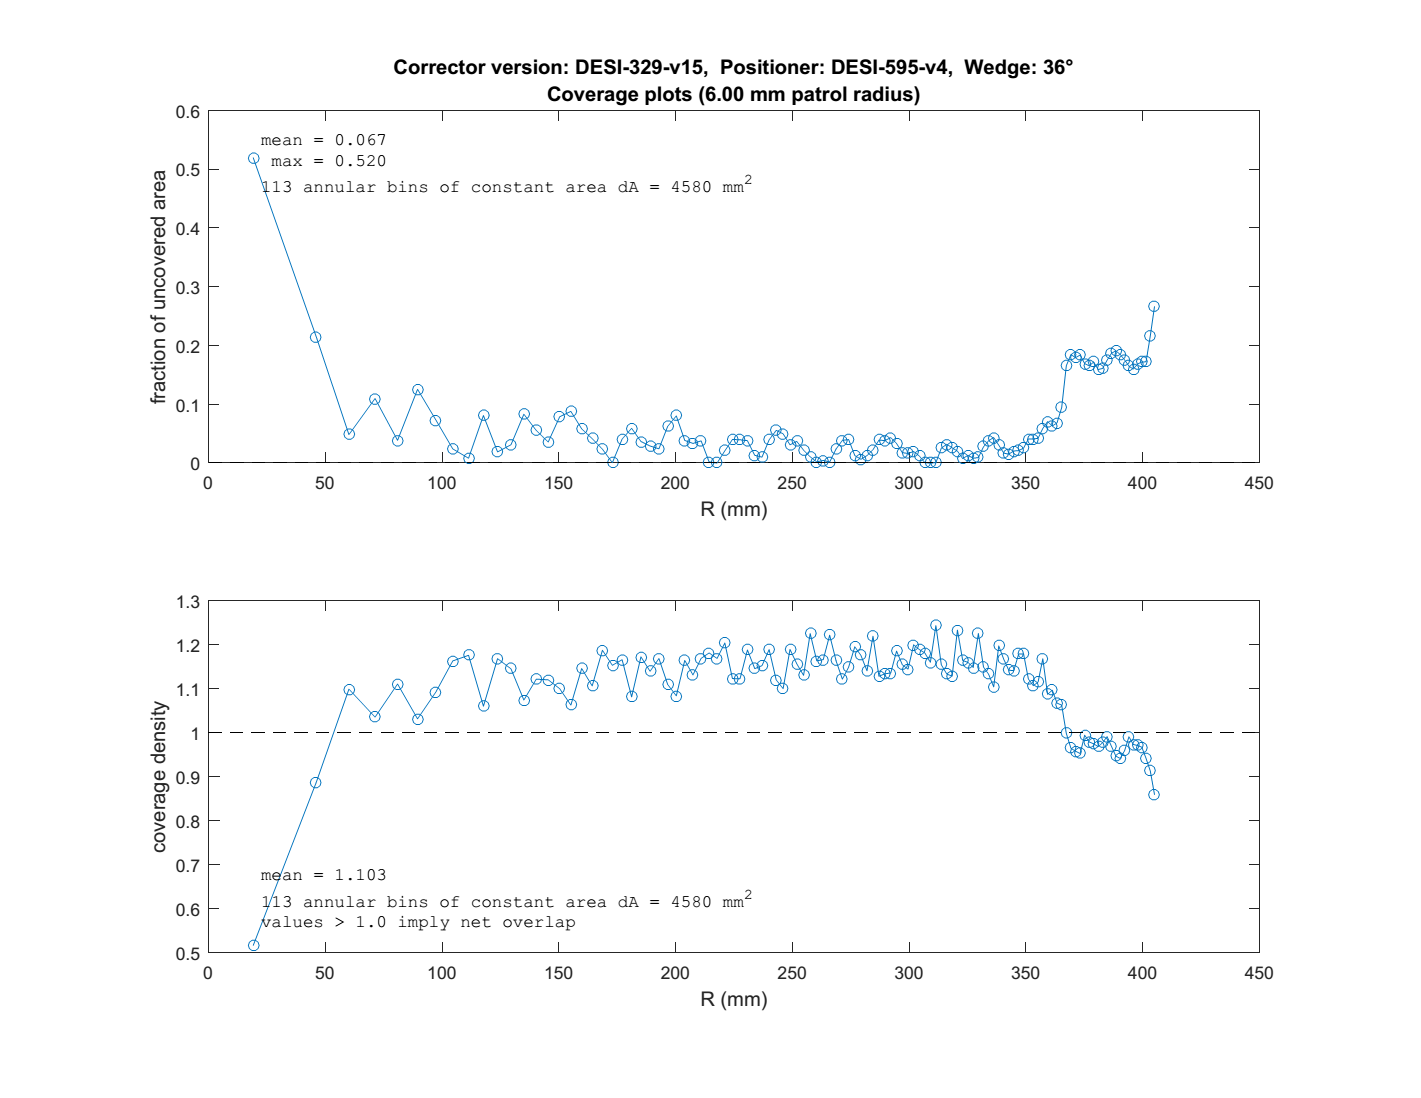 Corrector version: DESI-329-v15,  Positioner: DESI-595-v4,  Wedge: 36°
Coverage plots (6.00 mm patrol radius)
0.6
0.5
0.4
0.3
0.2
0.1
0
fraction of uncovered area
mean = 0.067
max = 0.520
113 annular bins of constant area dA = 4580 mm²
0 50 100 150 200 250 300 350 400 450
R (mm)
1.3
1.2
1.1
1
0.9
0.8
0.7
0.6
0.5
coverage density
mean = 1.103
113 annular bins of constant area dA = 4580 mm²
values > 1.0 imply net overlap
0 50 100 150 200 250 300 350 400 450
R (mm)